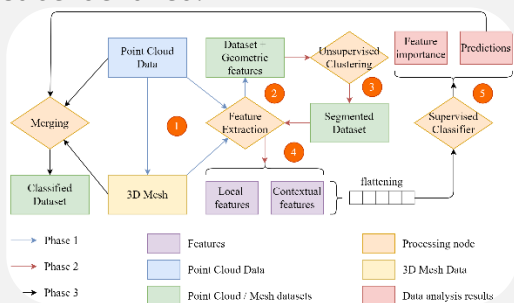 Dataset +
Geometric
features
Unsupervised
Clustering
Feature
importance
Predictions
Point Cloud
Data
2
3
5
Merging
1
Feature
Extraction
Segmented
Dataset
Supervised
Classifier
4
Classified
Dataset
3D Mesh
Local
features
Contextual
features
flattening
Phase 1
Features
Processing node
Phase 2
Point Cloud Data
3D Mesh Data
Phase 3
Point Cloud / Mesh datasets
Data analysis results